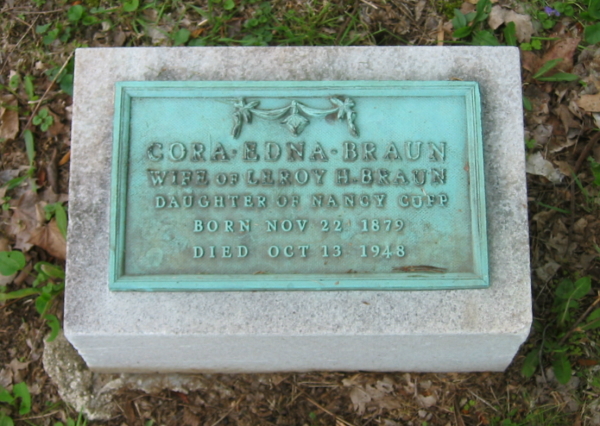 CORA·EDNA·BRAUN
WIFE OF LEROY H. BRAUN
DAUGHTER OF NANCY COPP
BORN NOV 22 1879
DIED OCT 13 1948